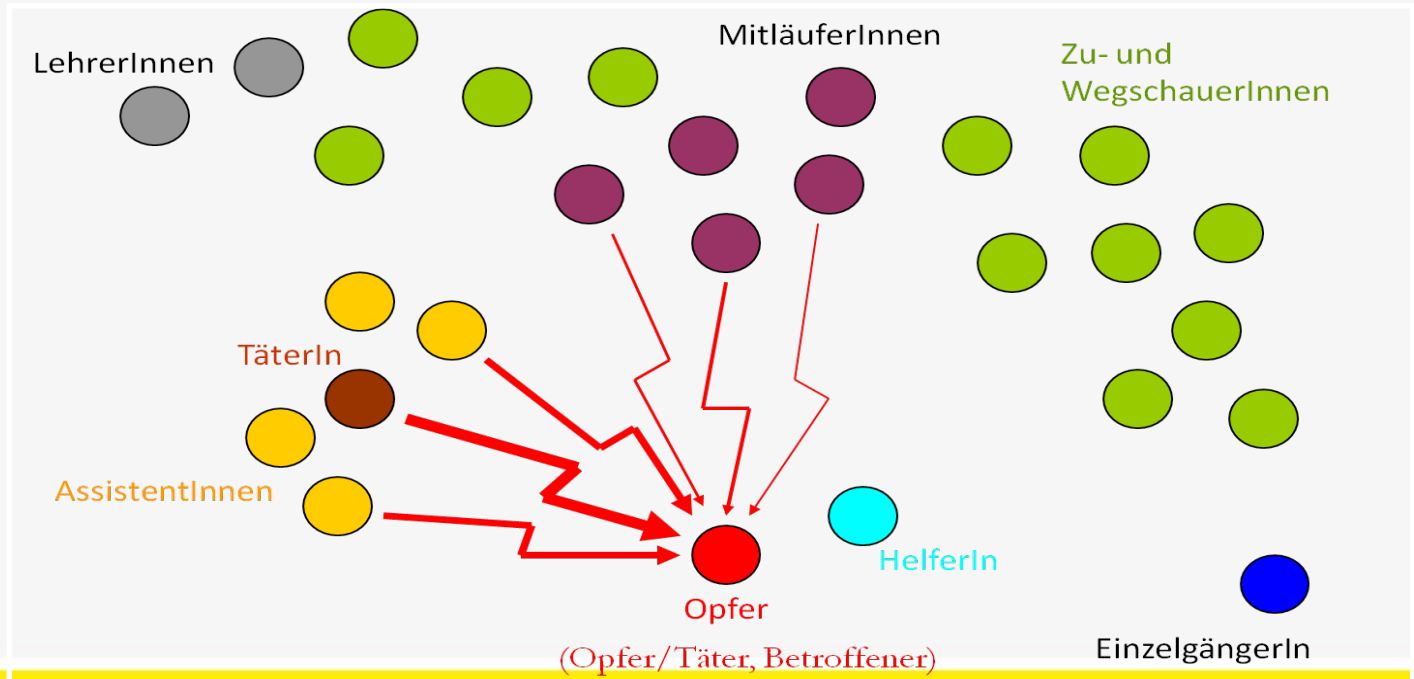 MitläuferInnen
LehrerInnen
Zu- und
WegschauerInnen
TäterIn
AssistentInnen
HelferIn
Opfer
(Opfer/Täter, Betroffener)
EinzelgängerIn